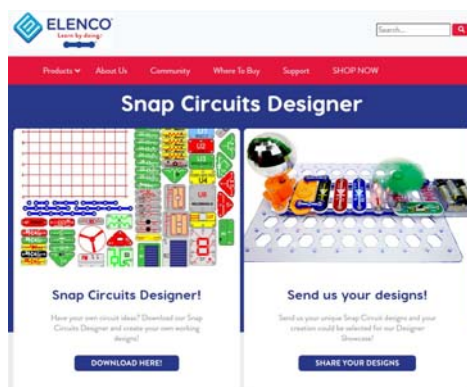 ELENCO
Learn by doing!
Search...
Products About Us Community Where To Buy Support SHOP NOW
Snap Circuits Designer
U2
U3
U4
Snap Circuits Designer!
Have your own circuit ideas? Download our Snap
Circuits Designer and create your own working
designs!
DOWNLOAD HERE!
Send us your designs!
Send us your unique Snap Circuit designs and your
creation could be selected for our Designer
Showcase!
SHARE YOUR DESIGNS